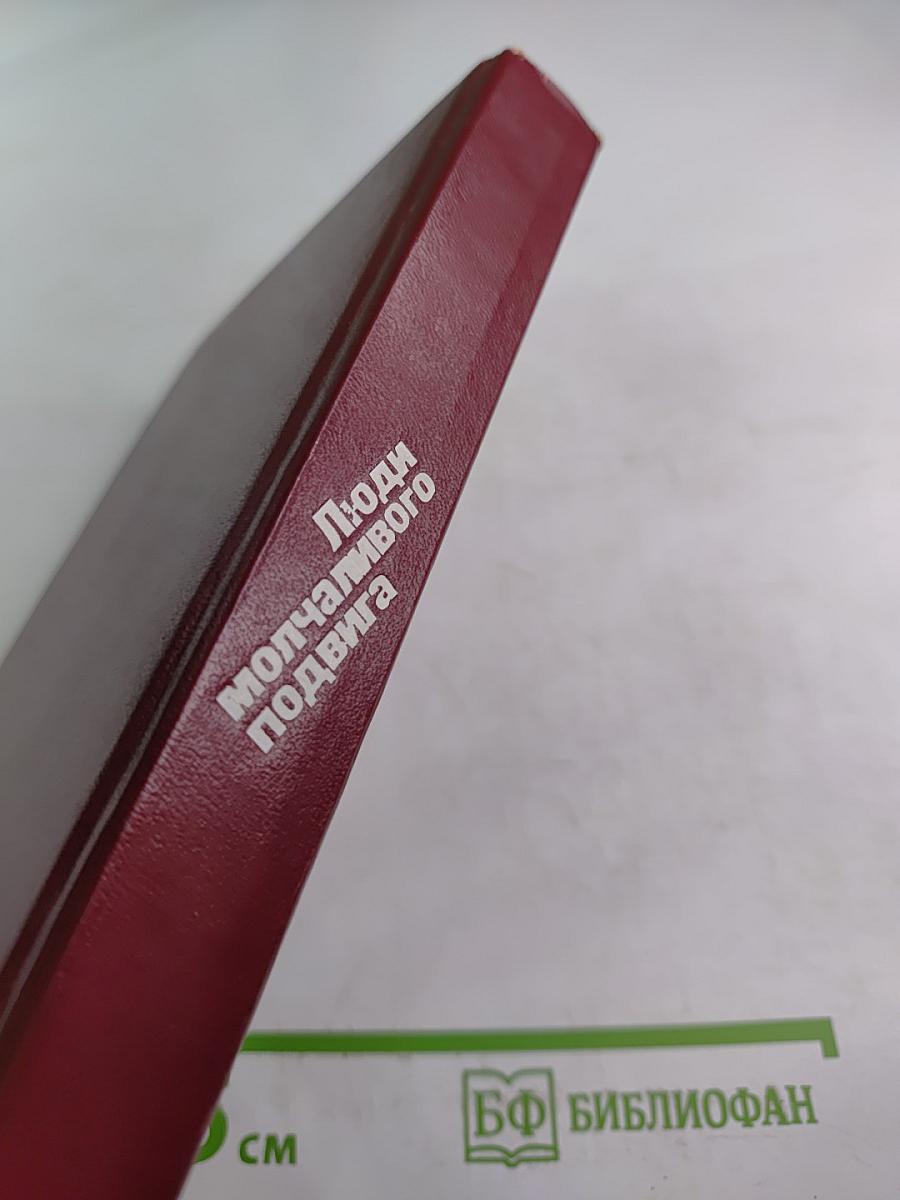 Люди
молчаливого
подвига
см
БФ БИБЛИОФАН